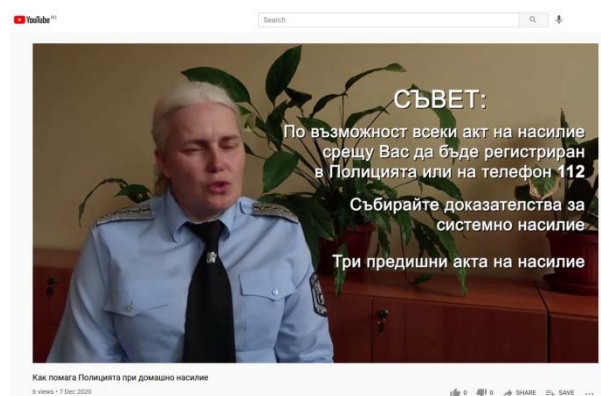 YouTube BG
Search
СЪВЕТ:
По възможност всеки акт на насилие
срещу Вас да бъде регистриран
в Полицията или на телефон 112
Събирайте доказателства за
системно насилие
Три предишни акта на насилие
Как помага Полицията при домашно насилие
6 views • 7 Dec 2020
0 0 SHARE SAVE ...